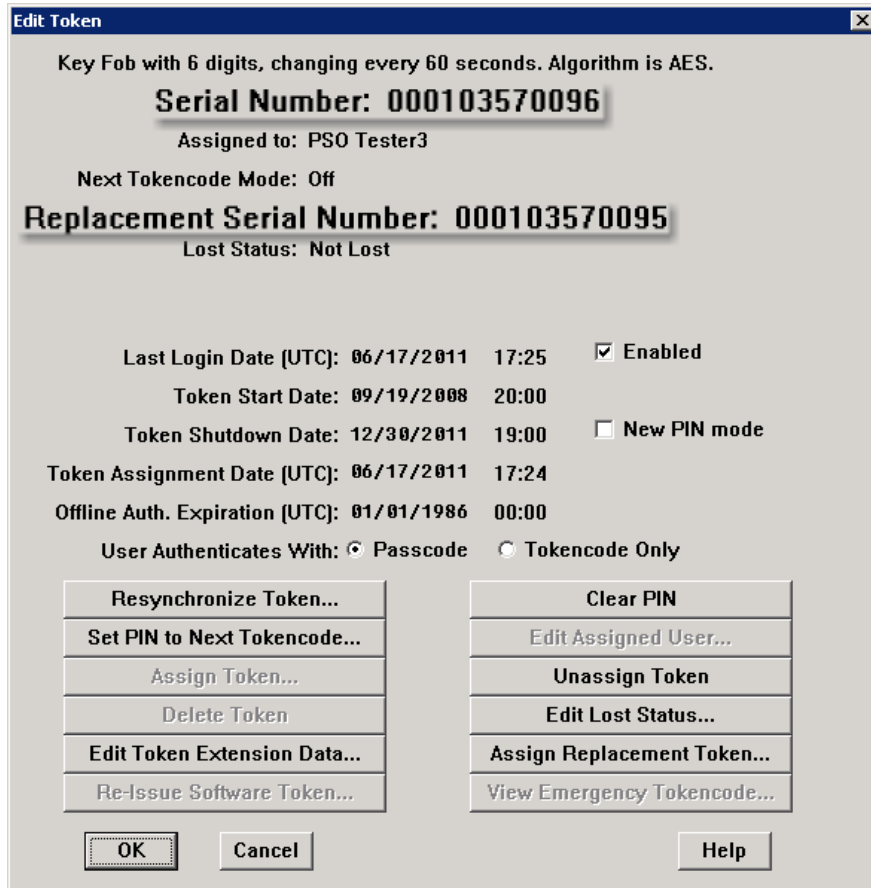 Edit Token
Key Fob with 6 digits, changing every 60 seconds. Algorithm is AES.
Serial Number: 000103570096
Assigned to: PSO Tester3
Next Tokencode Mode: Off
Replacement Serial Number: 000103570095
Lost Status: Not Lost
Last Login Date (UTC): 06/17/2011 17:25 Enabled
Token Start Date: 09/19/2008 20:00
Token Shutdown Date: 12/30/2011 19:00 New PIN mode
Token Assignment Date (UTC): 06/17/2011 17:24
Offline Auth. Expiration (UTC): 01/01/1986 00:00
User Authenticates With: Passcode Tokencode Only
Resynchronize Token... Clear PIN
Set PIN to Next Tokencode... Edit Assigned User...
Assign Token... Unassign Token
Delete Token Edit Lost Status...
Edit Token Extension Data... Assign Replacement Token...
Re-Issue Software Token... View Emergency Tokencode...
OK Cancel Help